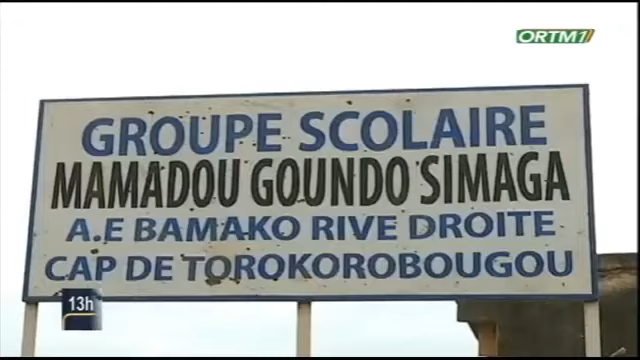 ORTM1
GROUPE SCOLAIRE
MAMADOU GOUNDO SIMAGA
A.E BAMAKO RIVE DROITE
CAP DE TOROKOROBOUGOU
13h